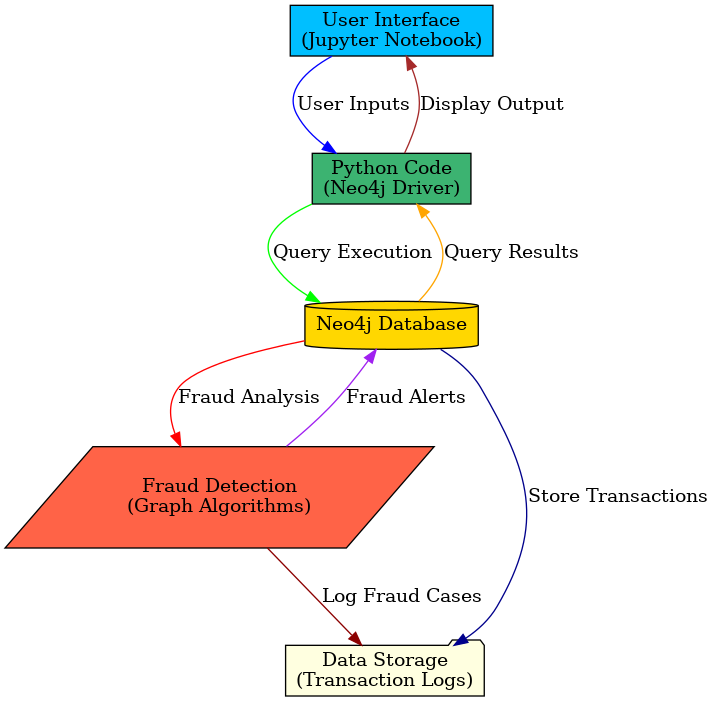 User Interface
(Jupyter Notebook)
User Inputs
Display Output
Python Code
(Neo4j Driver)
Query Execution
Query Results
Neo4j Database
Fraud Analysis
Fraud Alerts
Fraud Detection
(Graph Algorithms)
Store Transactions
Log Fraud Cases
Data Storage
(Transaction Logs)